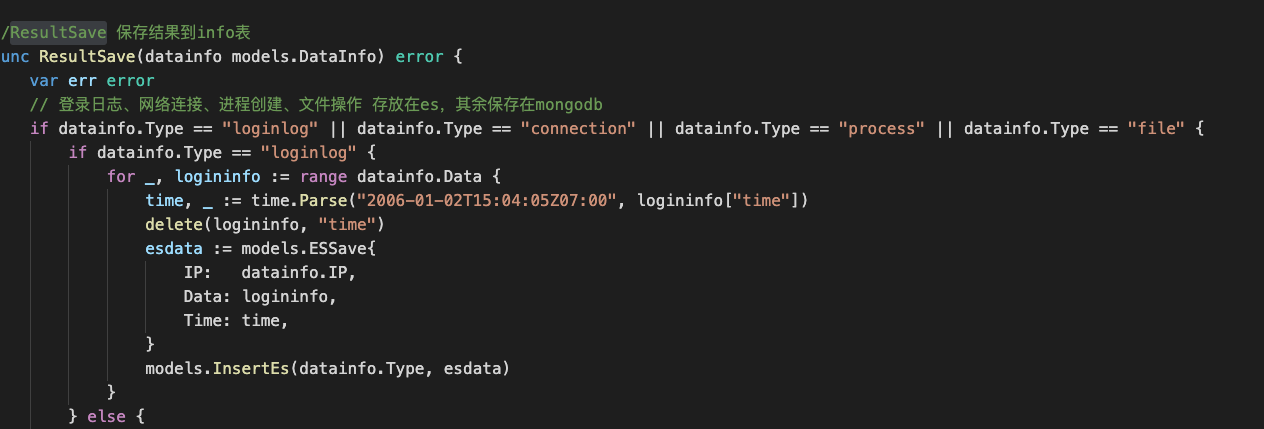 /ResultSave 保存结果到info表
unc ResultSave(datainfo models.DataInfo) error {
    var err error
    // 登录日志、网络连接、进程创建、文件操作 存放在es，其余保存在mongodb
    if datainfo.Type == "loginlog" || datainfo.Type == "connection" || datainfo.Type == "process" || datainfo.Type == "file" {
        if datainfo.Type == "loginlog" {
            for _, logininfo := range datainfo.Data {
                time, _ := time.Parse("2006-01-02T15:04:05Z07:00", logininfo["time"])
                delete(logininfo, "time")
                esdata := models.ESSave{
                    IP:   datainfo.IP,
                    Data: logininfo,
                    Time: time,
                }
                models.InsertEs(datainfo.Type, esdata)
            }
        } else {